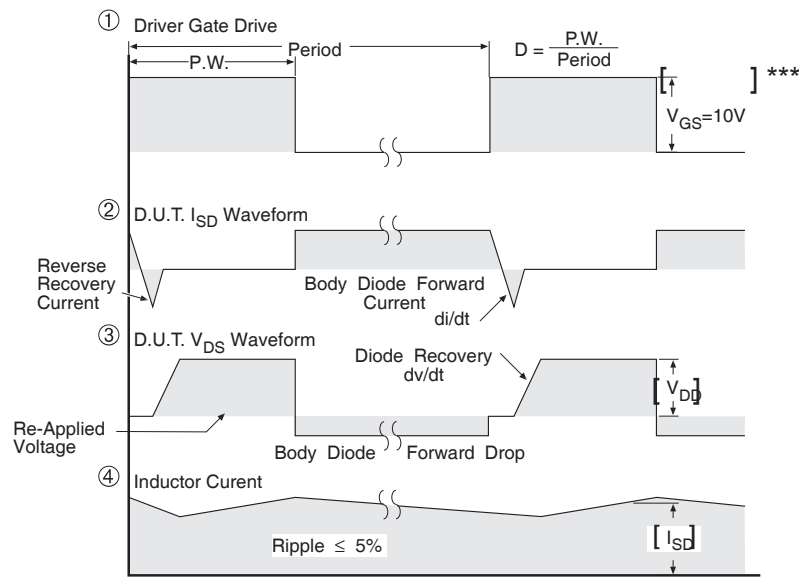 ① Driver Gate Drive
Period
P.W.
D = P.W. / Period
[ ] ***
V_GS=10V
② D.U.T. I_SD Waveform
Reverse
Recovery
Current
Body Diode Forward
Current
di/dt
③ D.U.T. V_DS Waveform
Diode Recovery
dv/dt
[ V_DD ]
Re-Applied
Voltage
Body Diode Forward Drop
④ Inductor Curent
Ripple ≤ 5%
[ I_SD ]